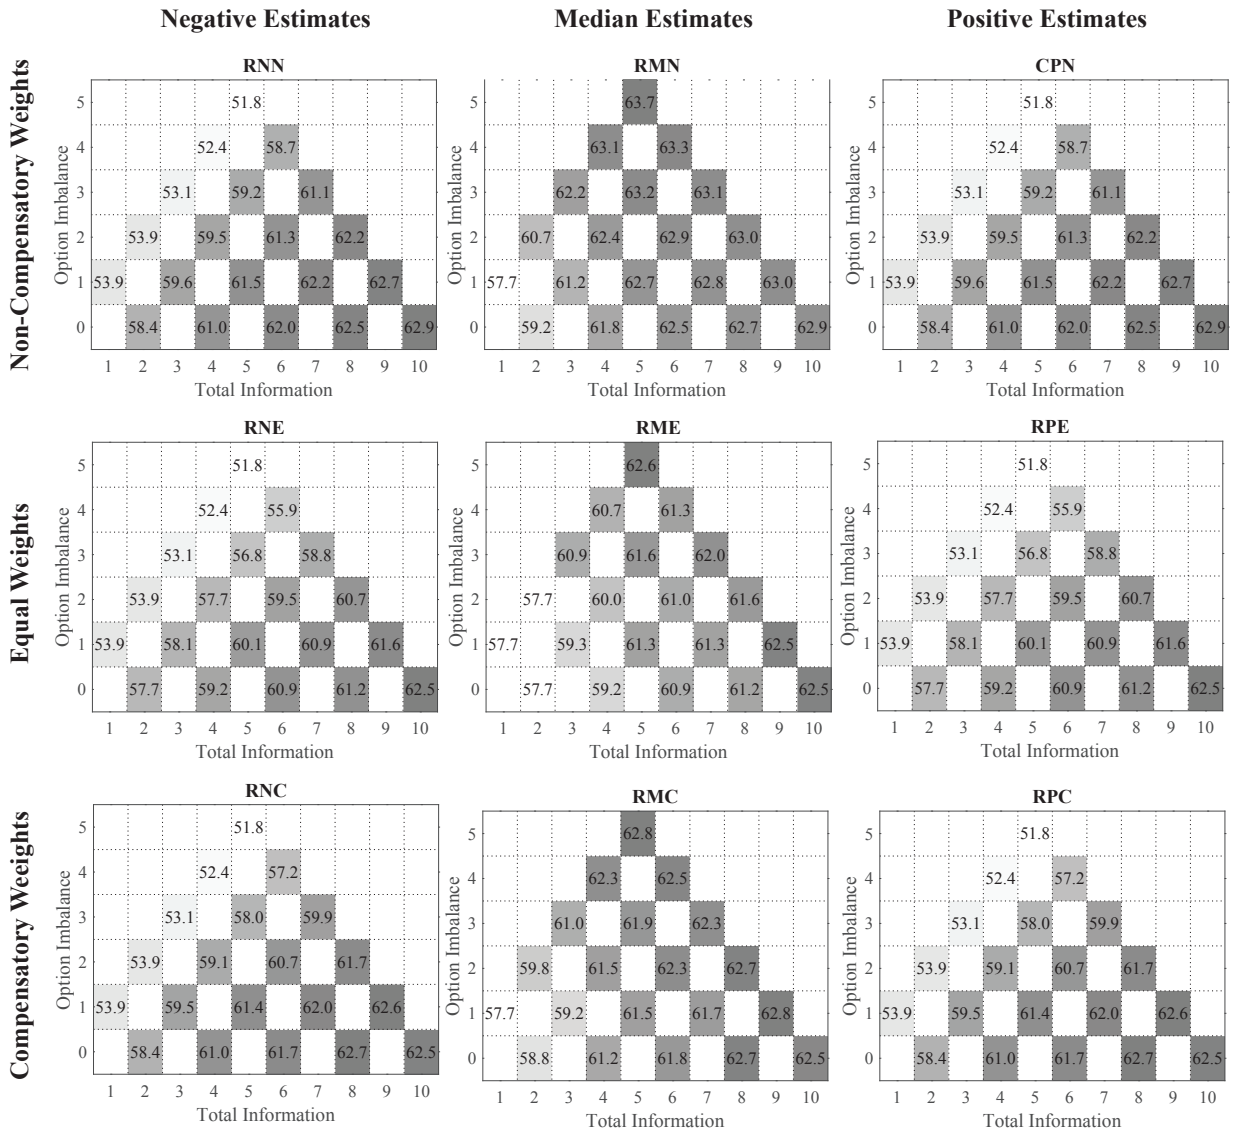 Negative Estimates Median Estimates Positive Estimates
Non-Compensatory Weights
RNN
Option Imbalance
5 51.8
4 52.4 58.7
3 53.1 59.2 61.1
2 53.9 59.5 61.3 62.2
1 53.9 59.6 61.5 62.2 62.7
0 58.4 61.0 62.0 62.5 62.9
1 2 3 4 5 6 7 8 9 10
Total Information
RMN
Option Imbalance
5 63.7
4 63.1 63.3
3 62.2 63.2 63.1
2 60.7 62.4 62.9 63.0
1 57.7 61.2 62.7 62.8 63.0
0 59.2 61.8 62.5 62.7 62.9
1 2 3 4 5 6 7 8 9 10
Total Information
CPN
Option Imbalance
5 51.8
4 52.4 58.7
3 53.1 59.2 61.1
2 53.9 59.5 61.3 62.2
1 53.9 59.6 61.5 62.2 62.7
0 58.4 61.0 62.0 62.5 62.9
1 2 3 4 5 6 7 8 9 10
Total Information
Equal Weights
RNE
Option Imbalance
5 51.8
4 52.4 55.9
3 53.1 56.8 58.8
2 53.9 57.7 59.5 60.7
1 53.9 58.1 60.1 60.9 61.6
0 57.7 59.2 60.9 61.2 62.5
1 2 3 4 5 6 7 8 9 10
Total Information
RME
Option Imbalance
5 62.6
4 60.7 61.3
3 60.9 61.6 62.0
2 57.7 60.0 61.0 61.6
1 57.7 59.3 61.3 61.3 62.5
0 57.7 59.2 60.9 61.2 62.5
1 2 3 4 5 6 7 8 9 10
Total Information
RPE
Option Imbalance
5 51.8
4 52.4 55.9
3 53.1 56.8 58.8
2 53.9 57.7 59.5 60.7
1 53.9 58.1 60.1 60.9 61.6
0 57.7 59.2 60.9 61.2 62.5
1 2 3 4 5 6 7 8 9 10
Total Information
Compensatory Weeights
RNC
Option Imbalance
5 51.8
4 52.4 57.2
3 53.1 58.0 59.9
2 53.9 59.1 60.7 61.7
1 53.9 59.5 61.4 62.0 62.6
0 58.4 61.0 61.7 62.7 62.5
1 2 3 4 5 6 7 8 9 10
Total Information
RMC
Option Imbalance
5 62.8
4 62.3 62.5
3 61.0 61.9 62.3
2 59.8 61.5 62.3 62.7
1 57.7 59.2 61.5 61.7 62.8
0 58.8 61.2 61.8 62.7 62.5
1 2 3 4 5 6 7 8 9 10
Total Information
RPC
Option Imbalance
5 51.8
4 52.4 57.2
3 53.1 58.0 59.9
2 53.9 59.1 60.7 61.7
1 53.9 59.5 61.4 62.0 62.6
0 58.4 61.0 61.7 62.7 62.5
1 2 3 4 5 6 7 8 9 10
Total Information